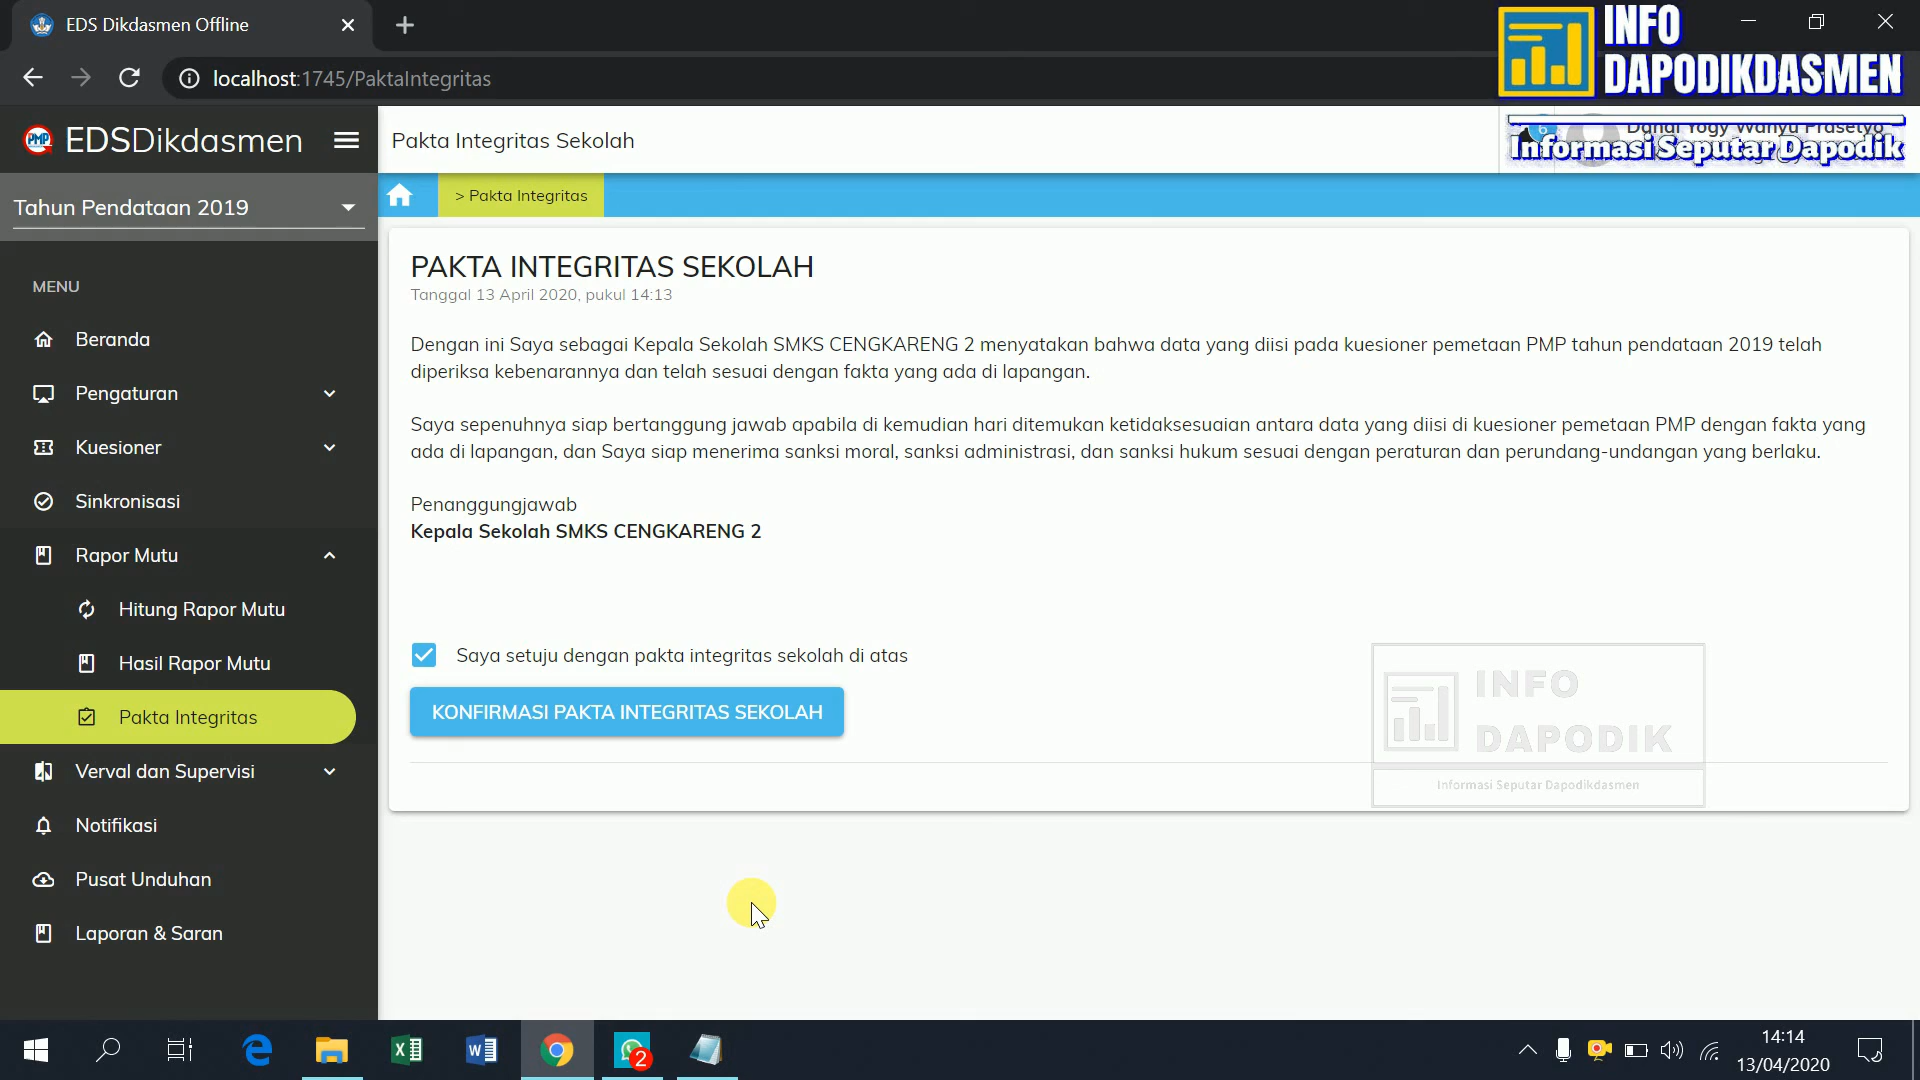 EDS Dikdasmen Offline
localhost:1745/PaktaIntegritas
INFO
DAPODIKDASMEN
Informasi Seputar Dapodik
PMP EDSDikdasmen
Pakta Integritas Sekolah
6
Tahun Pendataan 2019
> Pakta Integritas
MENU
Beranda
Pengaturan
Kuesioner
Sinkronisasi
Rapor Mutu
Hitung Rapor Mutu
Hasil Rapor Mutu
Pakta Integritas
Verval dan Supervisi
Notifikasi
Pusat Unduhan
Laporan & Saran
PAKTA INTEGRITAS SEKOLAH
Tanggal 13 April 2020, pukul 14:13
Dengan ini Saya sebagai Kepala Sekolah SMKS CENGKARENG 2 menyatakan bahwa data yang diisi pada kuesioner pemetaan PMP tahun pendataan 2019 telah
diperiksa kebenarannya dan telah sesuai dengan fakta yang ada di lapangan.
Saya sepenuhnya siap bertanggung jawab apabila di kemudian hari ditemukan ketidaksesuaian antara data yang diisi di kuesioner pemetaan PMP dengan fakta yang
ada di lapangan, dan Saya siap menerima sanksi moral, sanksi administrasi, dan sanksi hukum sesuai dengan peraturan dan perundang-undangan yang berlaku.
Penanggungjawab
Kepala Sekolah SMKS CENGKARENG 2
Saya setuju dengan pakta integritas sekolah di atas
KONFIRMASI PAKTA INTEGRITAS SEKOLAH
INFO
DAPODIK
Informasi Seputar Dapodikdasmen
2
14:14
13/04/2020